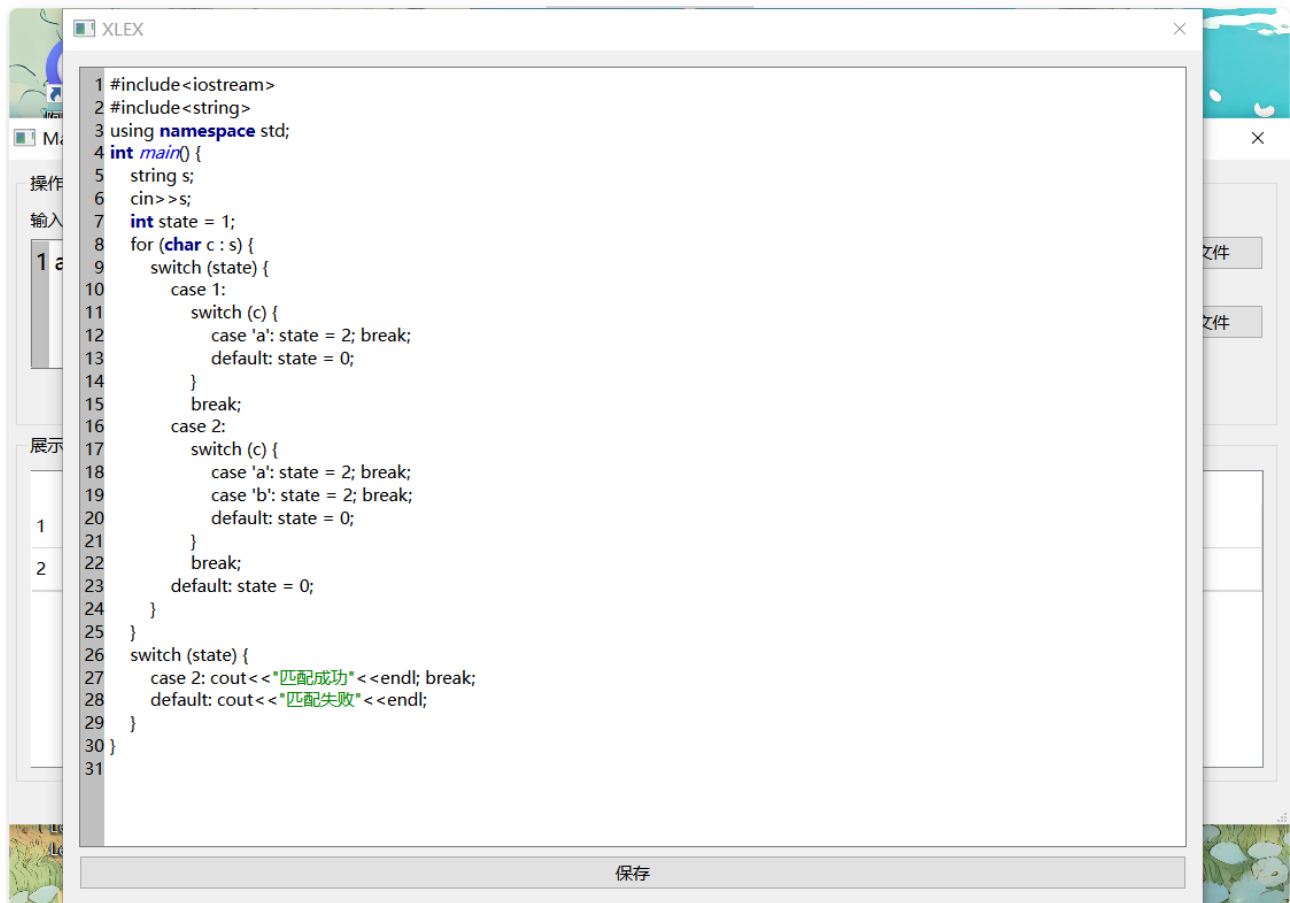 XLEX
1 #include<iostream>
2 #include<string>
3 using namespace std;
4 int main() {
5 string s;
6 cin>>s;
7 int state = 1;
8 for (char c : s) {
9 switch (state) {
10 case 1:
11 switch (c) {
12 case 'a': state = 2; break;
13 default: state = 0;
14 }
15 break;
16 case 2:
17 switch (c) {
18 case 'a': state = 2; break;
19 case 'b': state = 2; break;
20 default: state = 0;
21 }
22 break;
23 default: state = 0;
24 }
25 }
26 switch (state) {
27 case 2: cout<<"匹配成功"<<endl; break;
28 default: cout<<"匹配失败"<<endl;
29 }
30 }
31
保存
操作
输入
1 a
文件
文件
展示
1
2